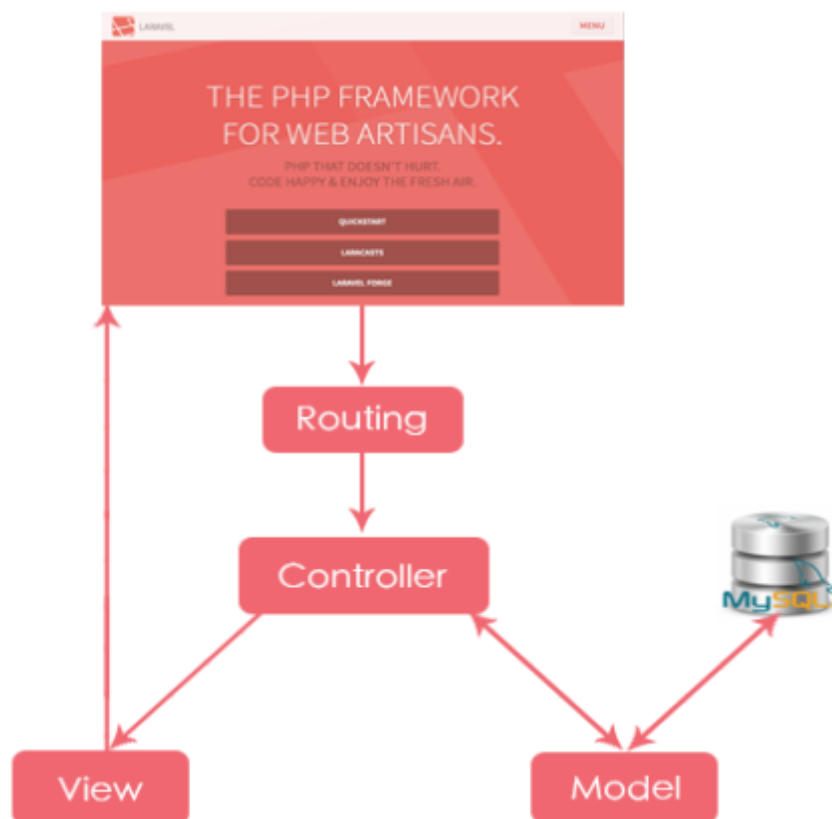 LARAVEL
MENU
THE PHP FRAMEWORK
FOR WEB ARTISANS.
PHP THAT DOESN'T HURT.
CODE HAPPY & ENJOY THE FRESH AIR.
QUICKSTART
LARACASTS
LARAVEL FORGE
Routing
Controller
MySQL
View
Model